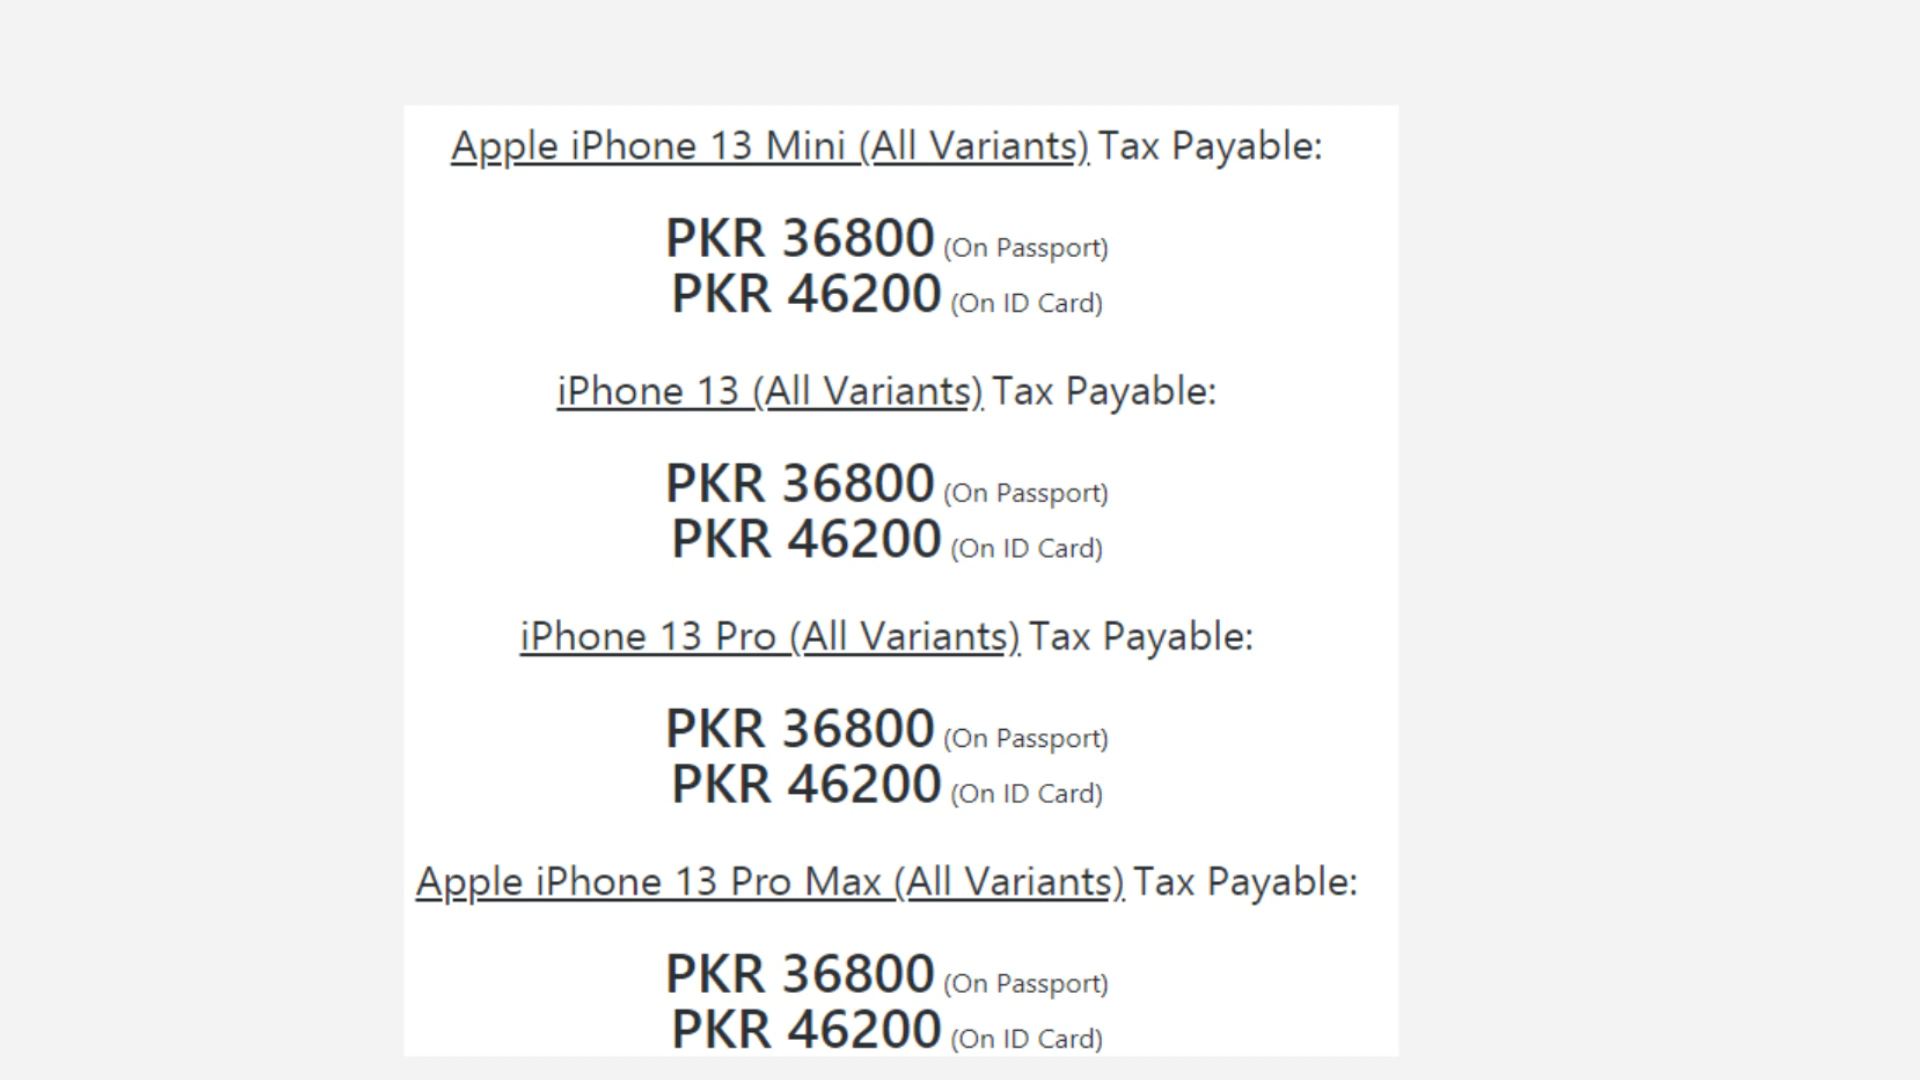 Apple iPhone 13 Mini (All Variants) Tax Payable:
PKR 36800 (On Passport)
PKR 46200 (On ID Card)
iPhone 13 (All Variants) Tax Payable:
PKR 36800 (On Passport)
PKR 46200 (On ID Card)
iPhone 13 Pro (All Variants) Tax Payable:
PKR 36800 (On Passport)
PKR 46200 (On ID Card)
Apple iPhone 13 Pro Max (All Variants) Tax Payable:
PKR 36800 (On Passport)
PKR 46200 (On ID Card)